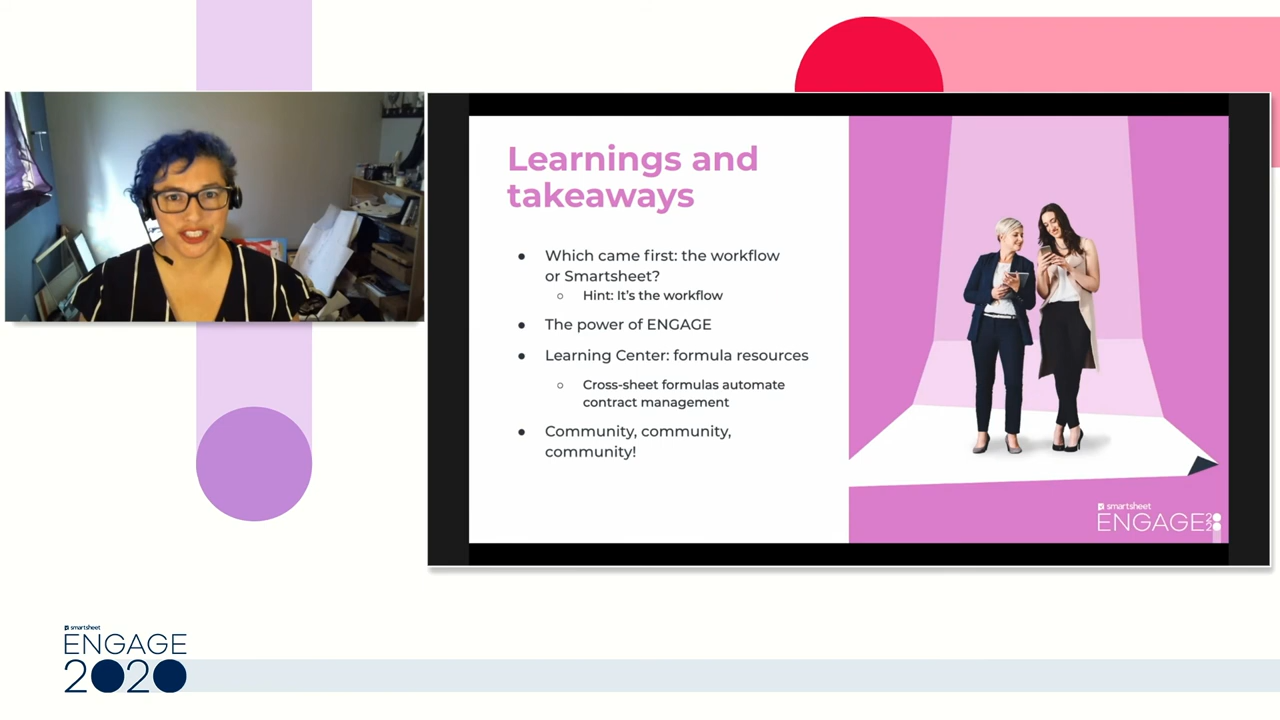 Learnings and
takeaways
Which came first: the workflow
or Smartsheet?
Hint: It's the workflow
The power of ENGAGE
Learning Center: formula resources
Cross-sheet formulas automate
contract management
Community, community,
community!
smartsheet
ENGAGE 2020
smartsheet
ENGAGE
2020